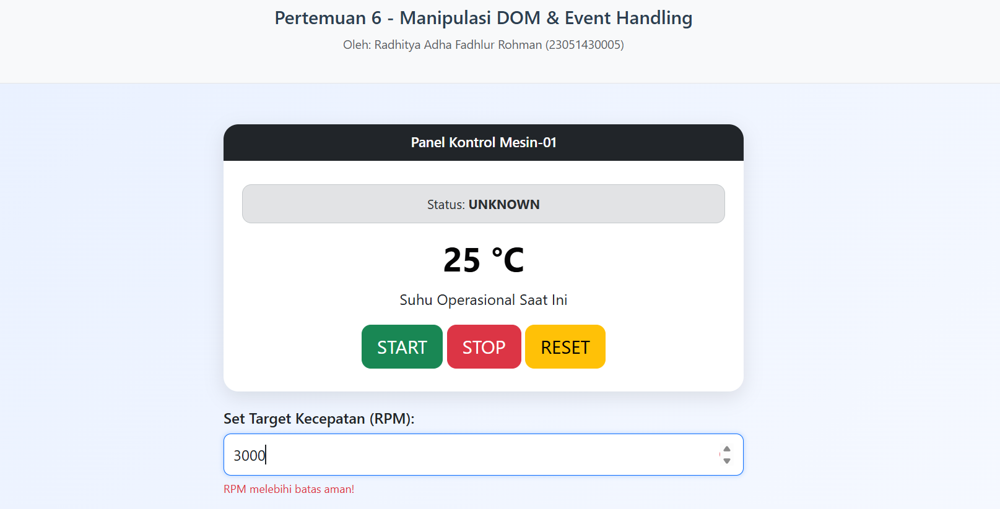 Pertemuan 6 - Manipulasi DOM & Event Handling
Oleh: Radhitya Adha Fadhlur Rohman (23051430005)
Panel Kontrol Mesin-01
Status: UNKNOWN
25 °C
Suhu Operasional Saat Ini
START STOP RESET
Set Target Kecepatan (RPM):
3000
RPM melebihi batas aman!